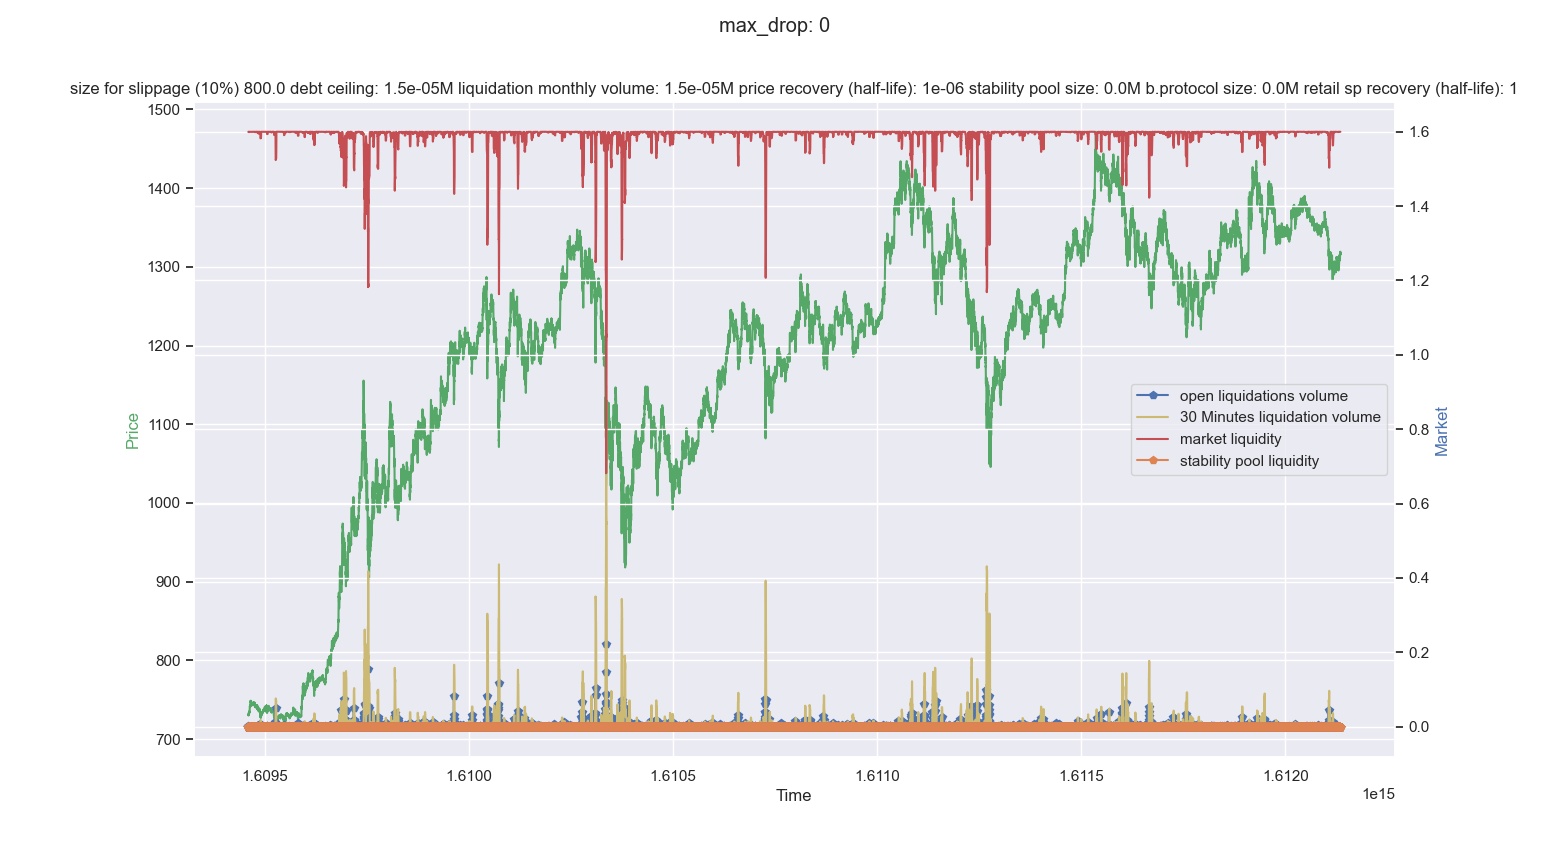 max_drop: 0
size for slippage (10%) 800.0 debt ceiling: 1.5e-05M liquidation monthly volume: 1.5e-05M price recovery (half-life): 1e-06 stability pool size: 0.0M b.protocol size: 0.0M retail sp recovery (half-life): 1
1500
1400
1300
1200
1100
1000
900
800
700
Price
1.6
1.4
1.2
1.0
0.8
0.6
0.4
0.2
0.0
Market
open liquidations volume
30 Minutes liquidation volume
market liquidity
stability pool liquidity
1.6095 1.6100 1.6105 1.6110 1.6115 1.6120
Time
1e15